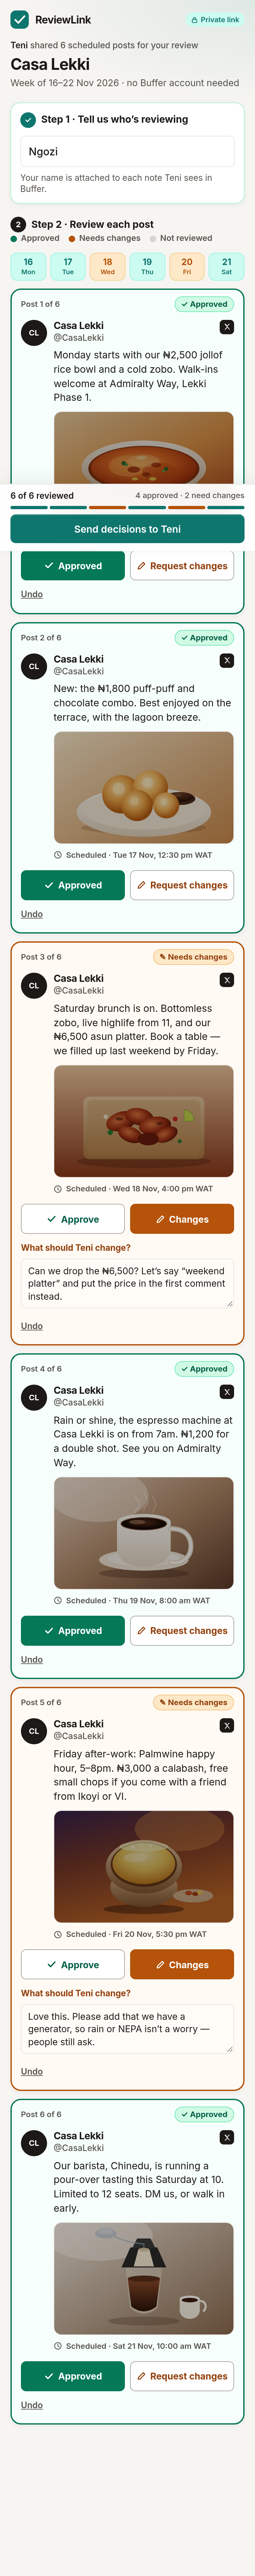 ReviewLink
Private link
Teni shared 6 scheduled posts for your review
Casa Lekki
Week of 16–22 Nov 2026 · no Buffer account needed
Step 1 · Tell us who’s reviewing
Ngozi
Your name is attached to each note Teni sees in
Buffer.
2 Step 2 · Review each post
Approved Needs changes Not reviewed
16 17 18 19 20 21
Mon Tue Wed Thu Fri Sat
Post 1 of 6 ✓ Approved
CL Casa Lekki X
@CasaLekki
Monday starts with our ₦2,500 jollof
rice bowl and a cold zobo. Walk-ins
welcome at Admiralty Way, Lekki
Phase 1.
6 of 6 reviewed 4 approved · 2 need changes
Send decisions to Teni
Approved Request changes
Undo
Post 2 of 6 ✓ Approved
CL Casa Lekki X
@CasaLekki
New: the ₦1,800 puff-puff and
chocolate combo. Best enjoyed on the
terrace, with the lagoon breeze.
Scheduled · Tue 17 Nov, 12:30 pm WAT
Approved Request changes
Undo
Post 3 of 6 ✎ Needs changes
CL Casa Lekki X
@CasaLekki
Saturday brunch is on. Bottomless
zobo, live highlife from 11, and our
₦6,500 asun platter. Book a table —
we filled up last weekend by Friday.
Scheduled · Wed 18 Nov, 4:00 pm WAT
Approve Changes
What should Teni change?
Can we drop the ₦6,500? Let’s say “weekend
platter” and put the price in the first comment
instead.
Undo
Post 4 of 6 ✓ Approved
CL Casa Lekki X
@CasaLekki
Rain or shine, the espresso machine at
Casa Lekki is on from 7am. ₦1,200 for
a double shot. See you on Admiralty
Way.
Scheduled · Thu 19 Nov, 8:00 am WAT
Approved Request changes
Undo
Post 5 of 6 ✎ Needs changes
CL Casa Lekki X
@CasaLekki
Friday after-work: Palmwine happy
hour, 5–8pm. ₦3,000 a calabash, free
small chops if you come with a friend
from Ikoyi or VI.
Scheduled · Fri 20 Nov, 5:30 pm WAT
Approve Changes
What should Teni change?
Love this. Please add that we have a
generator, so rain or NEPA isn’t a worry —
people still ask.
Undo
Post 6 of 6 ✓ Approved
CL Casa Lekki X
@CasaLekki
Our barista, Chinedu, is running a
pour-over tasting this Saturday at 10.
Limited to 12 seats. DM us, or walk in
early.
Scheduled · Sat 21 Nov, 10:00 am WAT
Approved Request changes
Undo